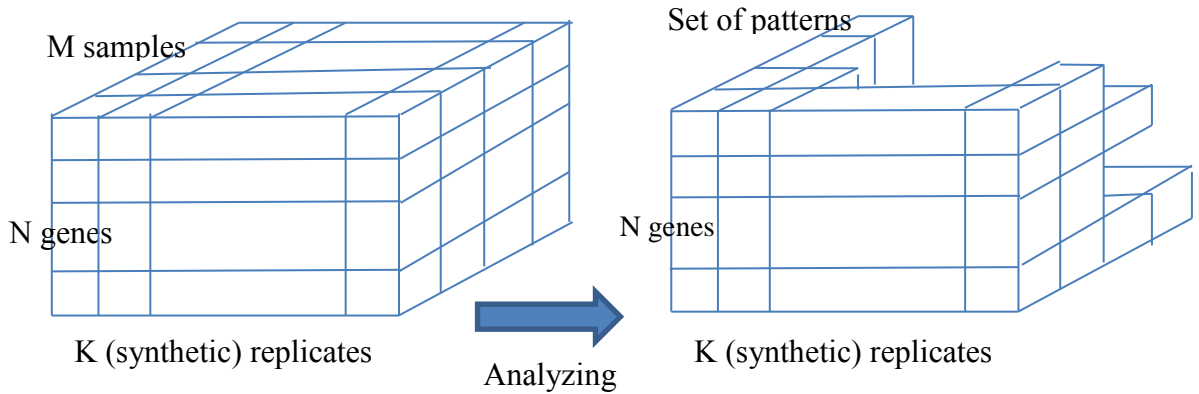 M samples
N genes
K (synthetic) replicates
Analyzing
Set of patterns
N genes
K (synthetic) replicates